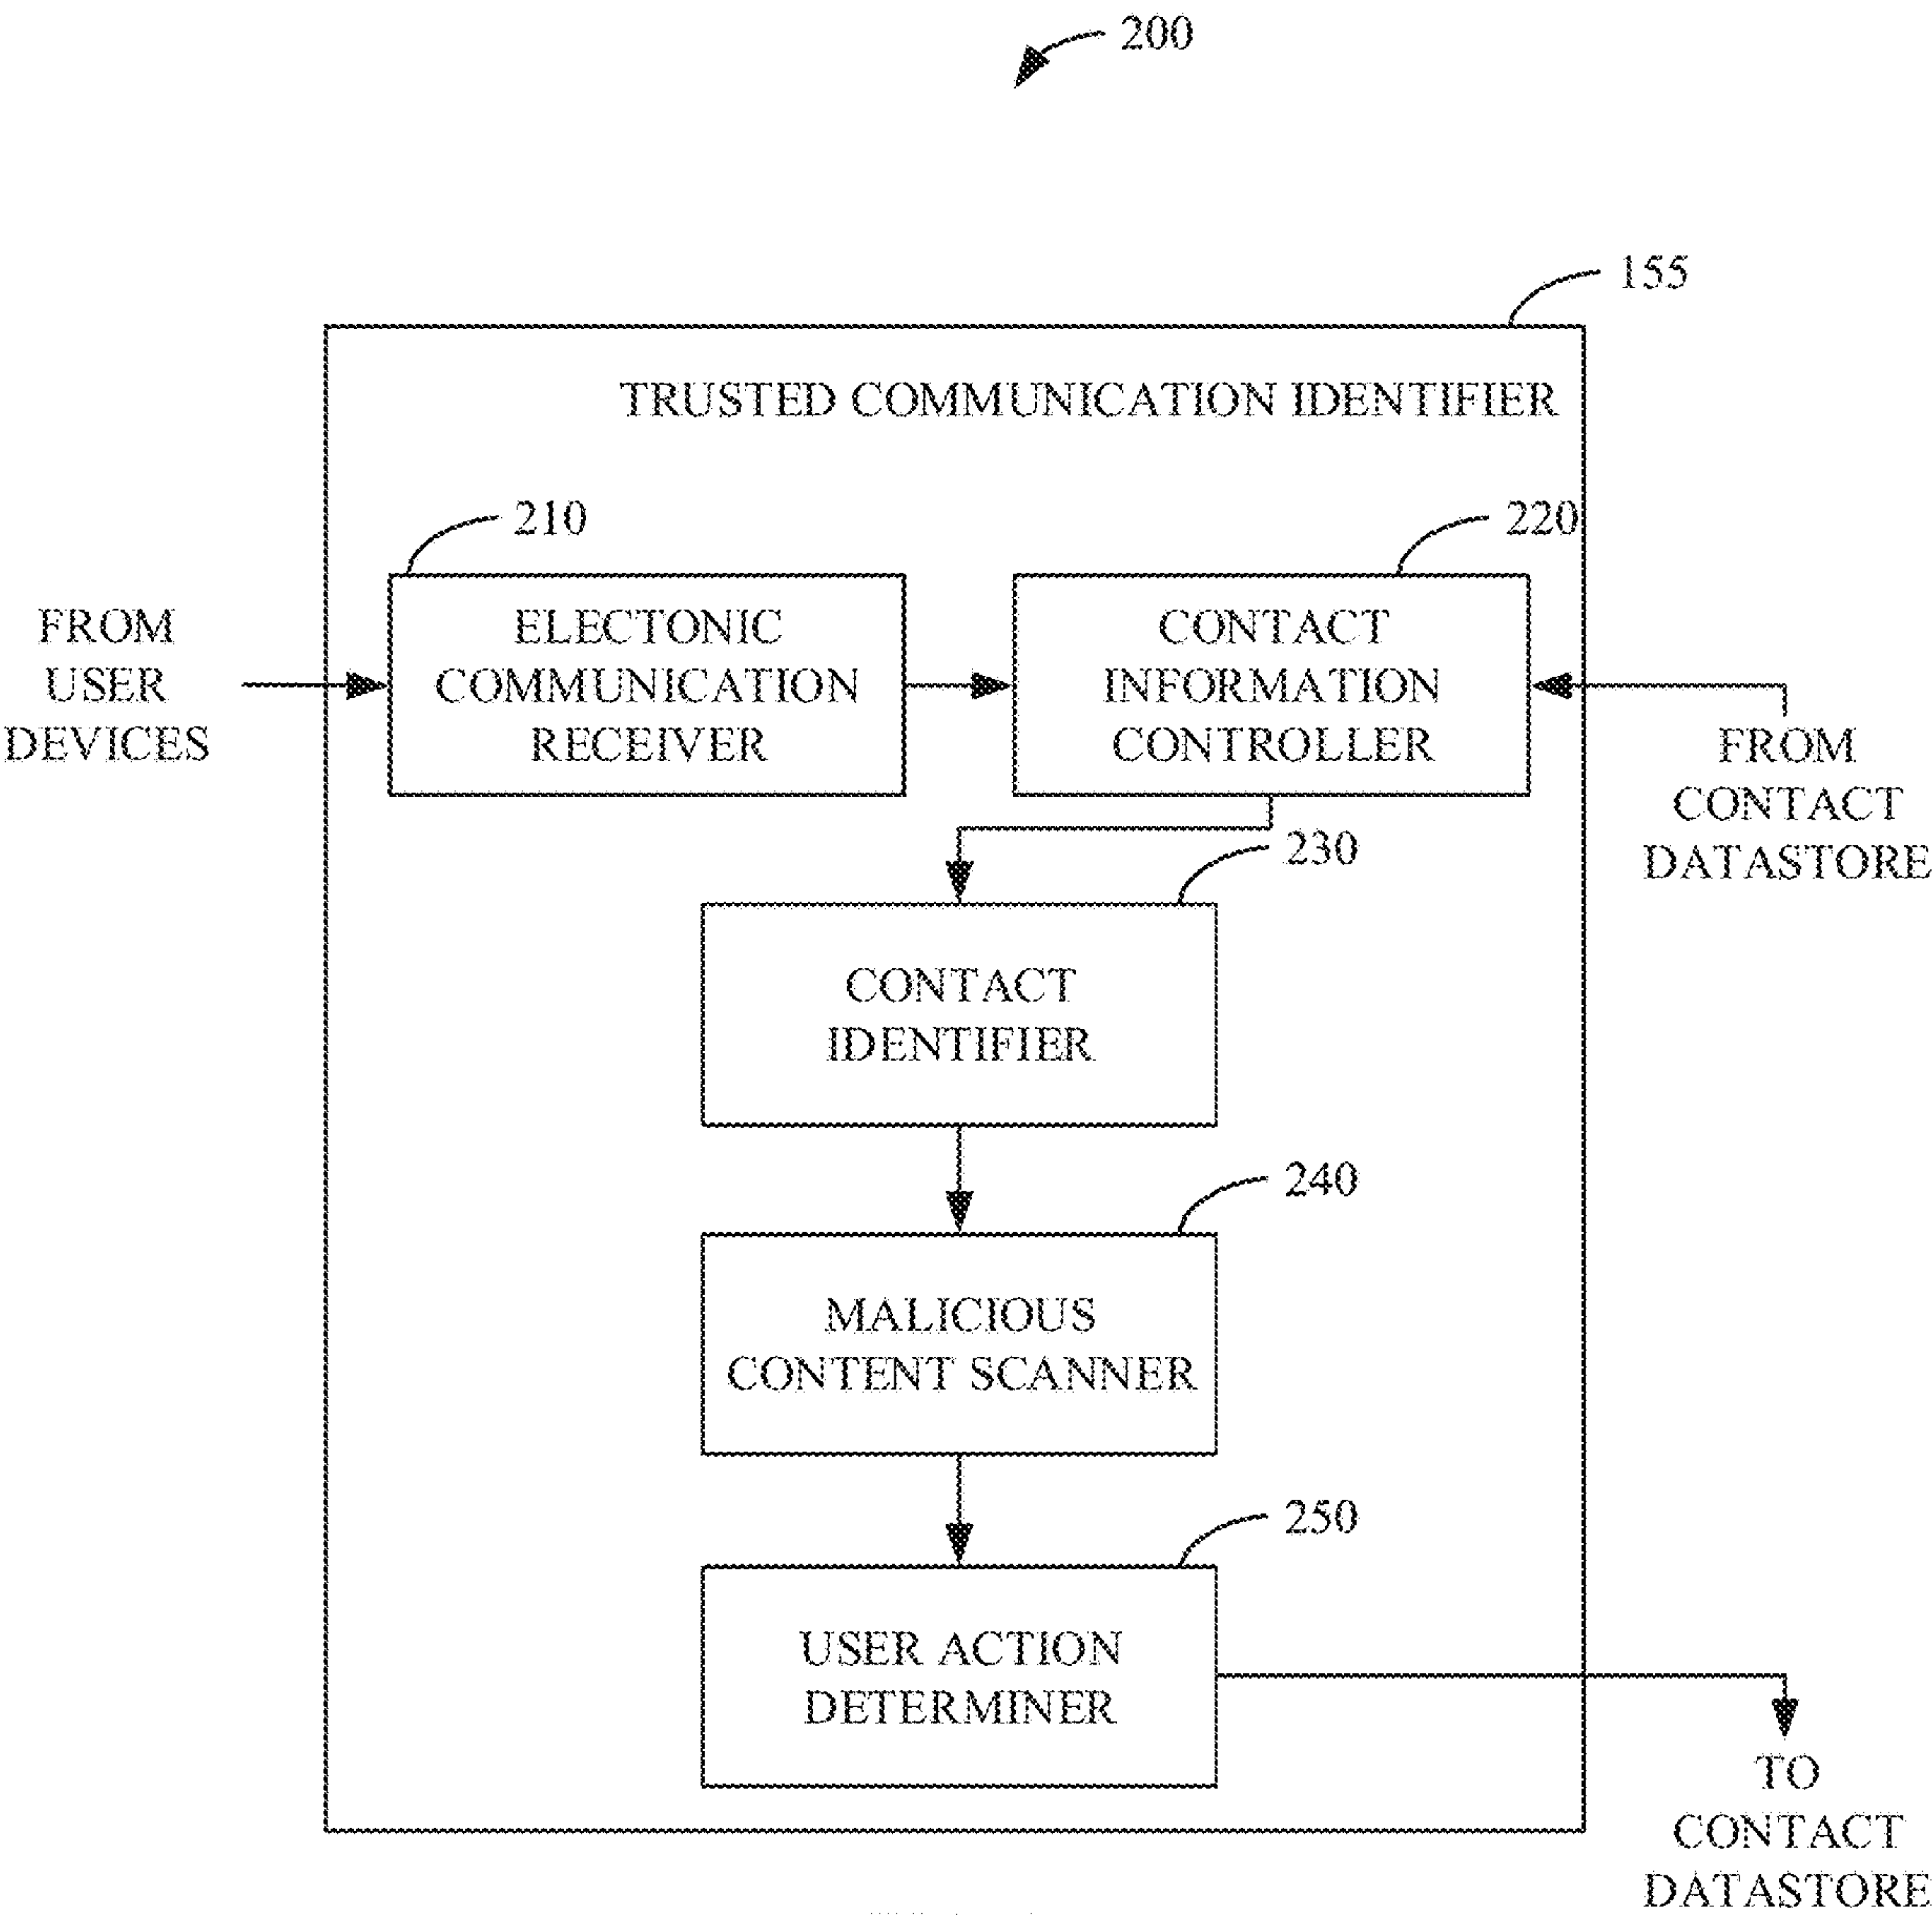 200
155
TRUSTED COMMUNICATION IDENTIFIER
210
220
FROM
USER
DEVICES
ELECTONIC
COMMUNICATION
RECEIVER
CONTACT
INFORMATION
CONTROLLER
FROM
CONTACT
DATASTORE
230
CONTACT
IDENTIFIER
240
MALICIOUS
CONTENT SCANNER
250
USER ACTION
DETERMINER
TO
CONTACT
DATASTORE